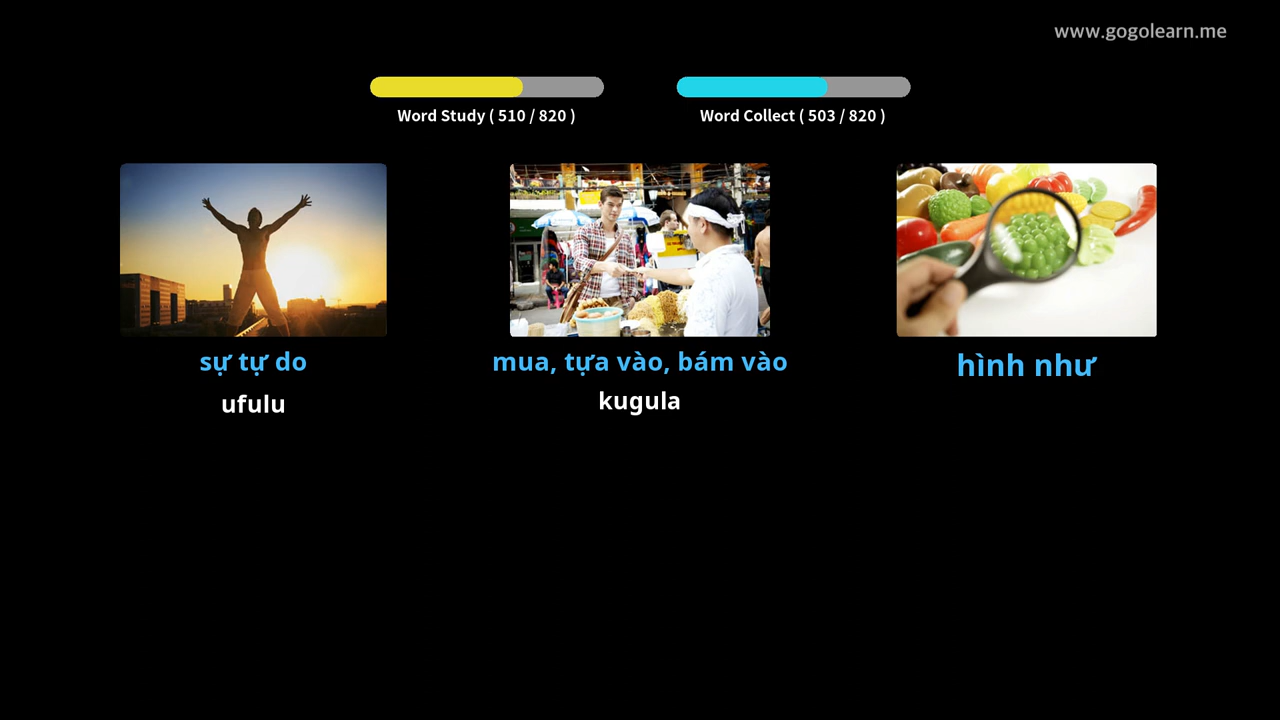 www.gogolearn.me
Word Study ( 510 / 820 )
Word Collect ( 503 / 820 )
sự tự do
ufulu
mua, tựa vào, bám vào
kugula
hình như